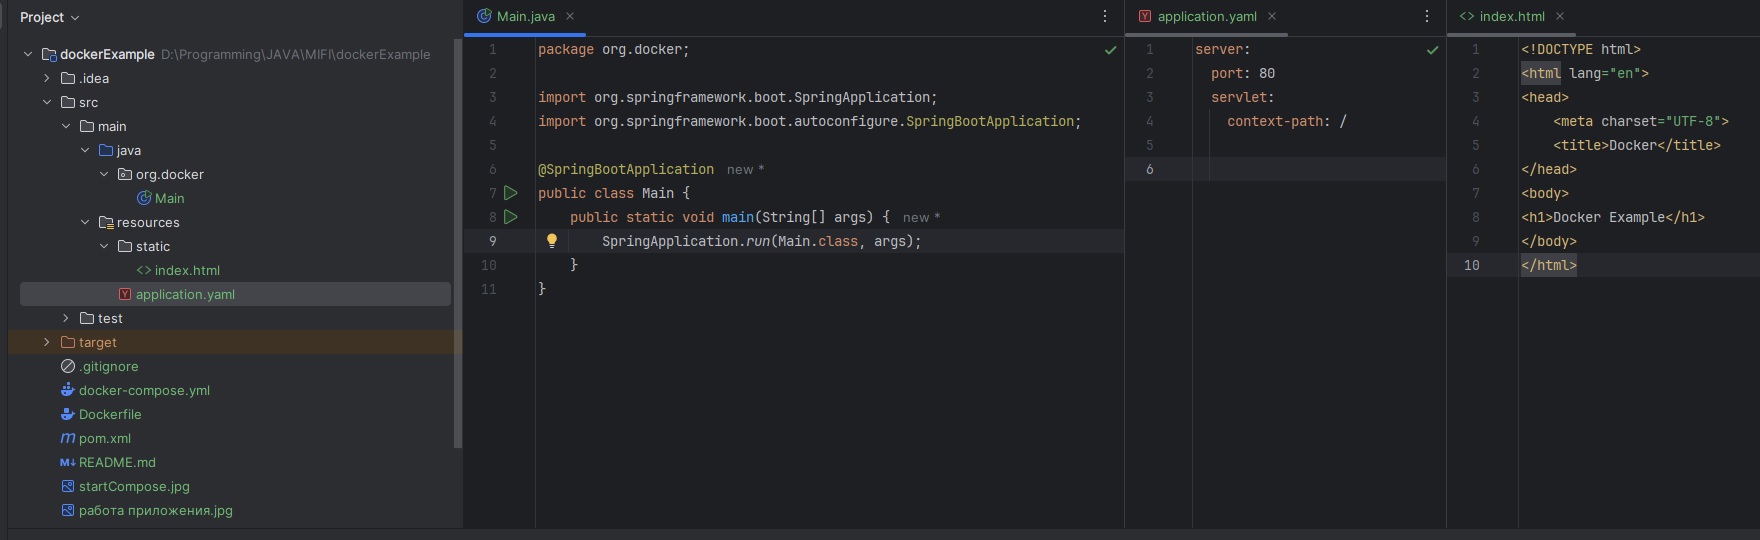 Project
dockerExample D:\Programming\JAVA\MIFI\dockerExample
.idea
src
main
java
org.docker
Main
resources
static
index.html
application.yaml
test
target
.gitignore
docker-compose.yml
Dockerfile
pom.xml
README.md
startCompose.jpg
работа приложения.jpg
Main.java
1 package org.docker;
2
3 import org.springframework.boot.SpringApplication;
4 import org.springframework.boot.autoconfigure.SpringBootApplication;
5
6 @SpringBootApplication new *
7 public class Main {
8 public static void main(String[] args) { new *
9 SpringApplication.run(Main.class, args);
10 }
11 }
application.yaml
1 server:
2 port: 80
3 servlet:
4 context-path: /
5
6
index.html
1 <!DOCTYPE html>
2 <html lang="en">
3 <head>
4 <meta charset="UTF-8">
5 <title>Docker</title>
6 </head>
7 <body>
8 <h1>Docker Example</h1>
9 </body>
10 </html>